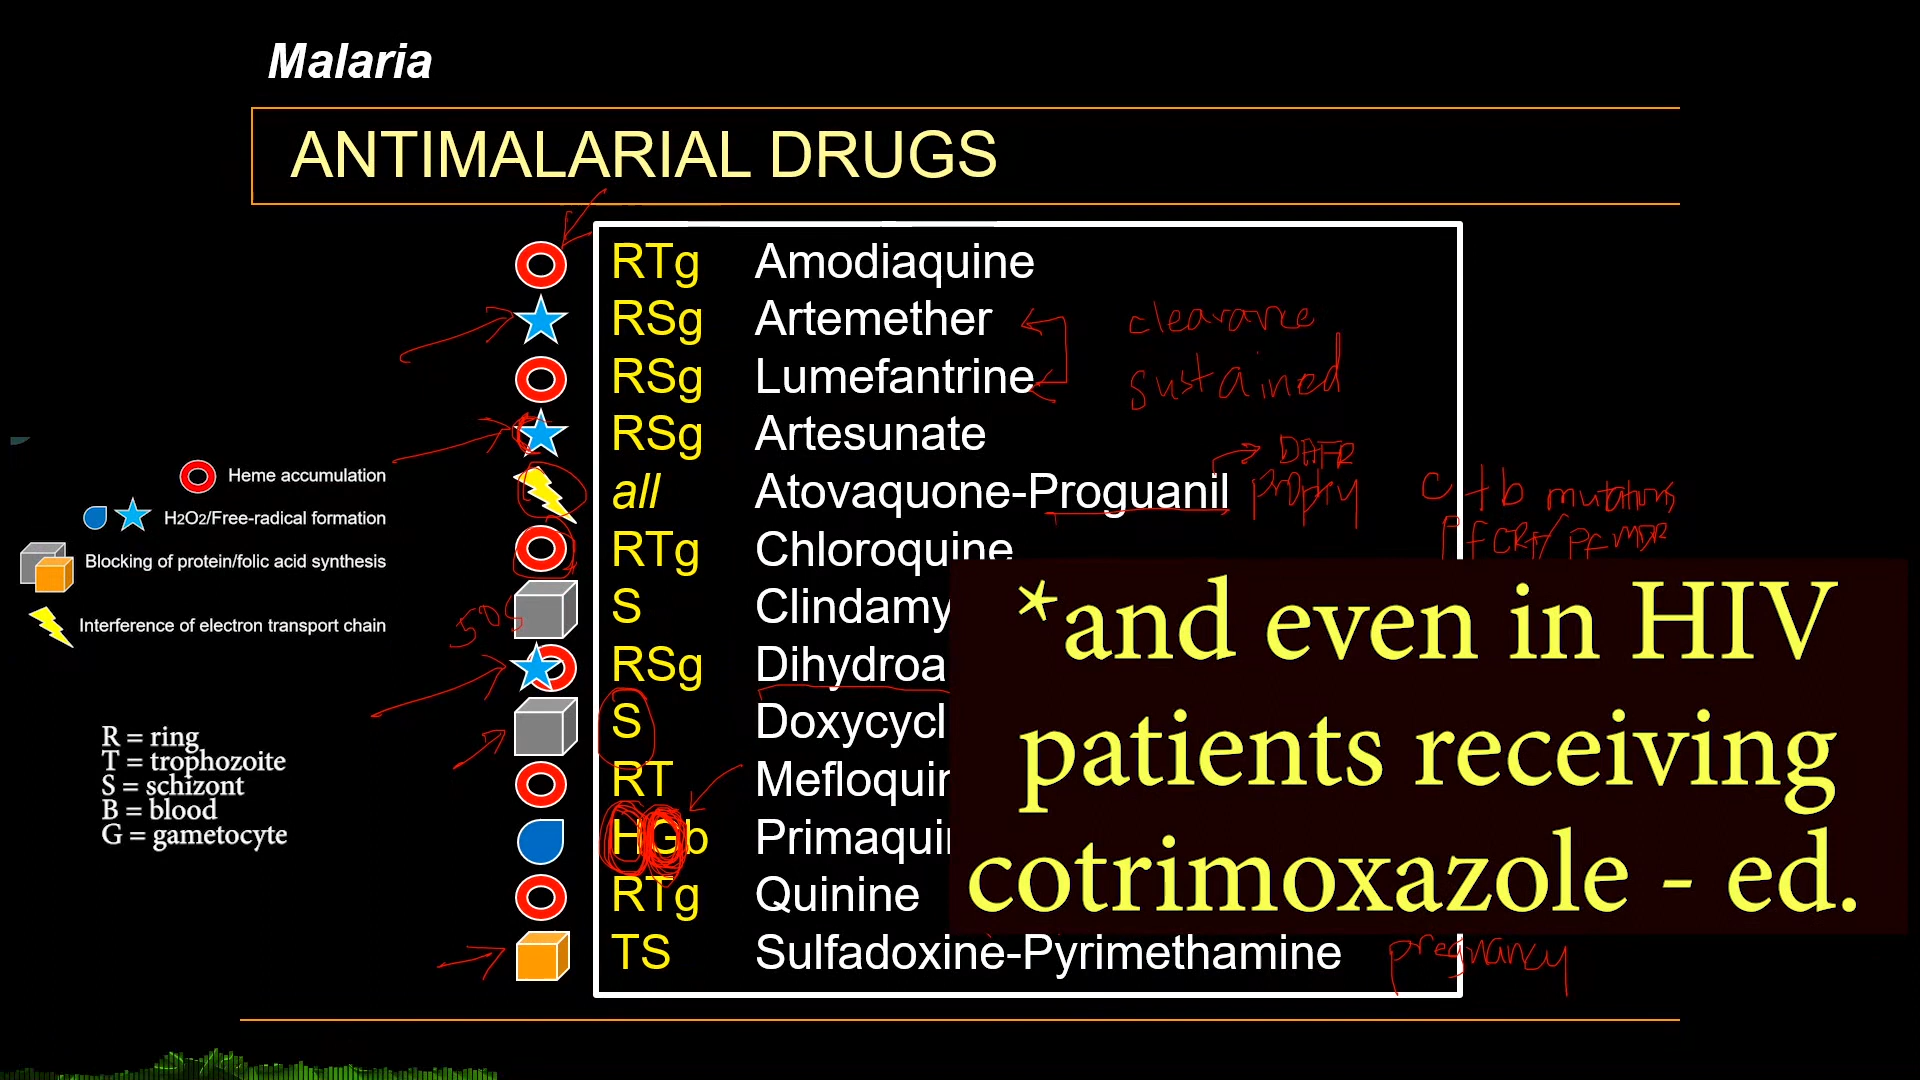 Malaria
ANTIMALARIAL DRUGS
RTg Amodiaquine
RSg Artemether clearance
RSg Lumefantrine sustained
RSg Artesunate
DHFR
all Atovaquone-Proguanil prophy cytb mutations
RTg Chloroquine PfCRT/PfMDR
S Clindamy
50S
RSg Dihydroa
S Doxycycl
RT Mefloquin
HGb Primaquin
RTg Quinine
TS Sulfadoxine-Pyrimethamine pregnancy
*and even in HIV
patients receiving
cotrimoxazole - ed.
Heme accumulation
H2O2/Free-radical formation
Blocking of protein/folic acid synthesis
Interference of electron transport chain
R = ring
T = trophozoite
S = schizont
B = blood
G = gametocyte